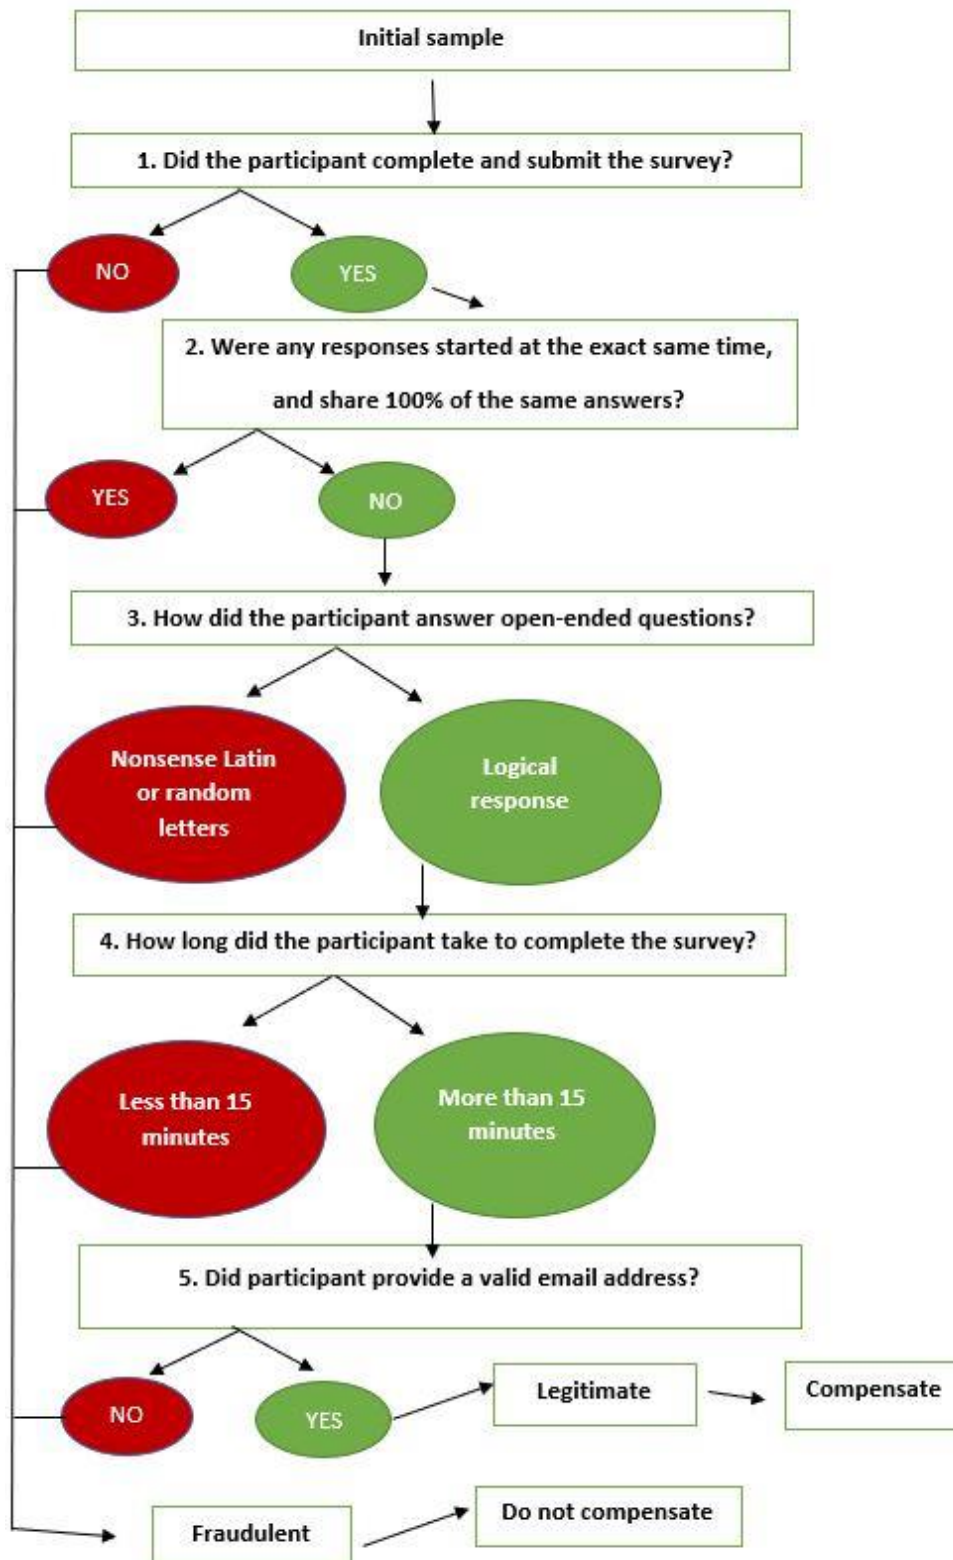 Initial sample
1. Did the participant complete and submit the survey?
NO
YES
2. Were any responses started at the exact same time,
and share 100% of the same answers?
YES
NO
3. How did the participant answer open-ended questions?
Nonsense Latin
or random
letters
Logical
response
4. How long did the participant take to complete the survey?
Less than 15
minutes
More than 15
minutes
5. Did participant provide a valid email address?
NO
YES
Legitimate
Compensate
Fraudulent
Do not compensate